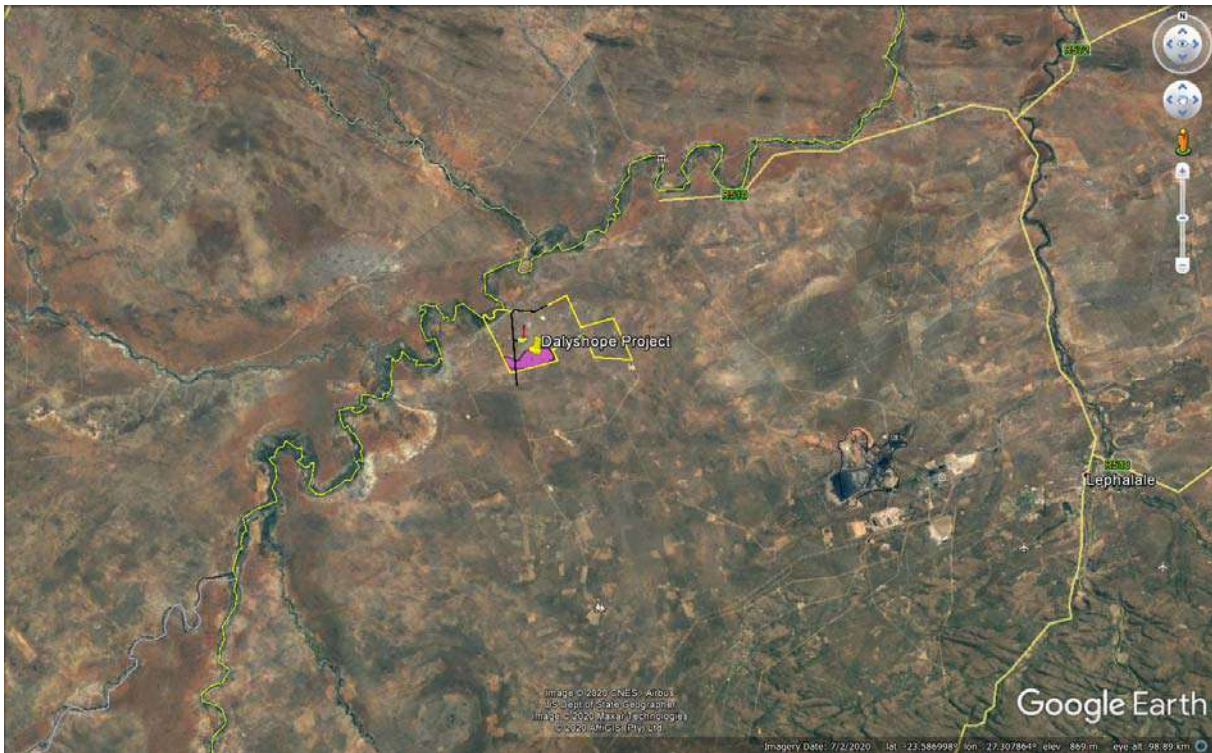 N
R572
R510
Dalyshope Project
R518
Lephalale
Image © 2020 CNES / Airbus
US Dept of State Geographer
Image © 2020 Maxar Technologies
© 2020 AfriGIS (Pty) Ltd.
Google Earth
Imagery Date: 7/2/2020 lat -23.586998° lon 27.307864° elev 869 m eye alt 98.89 km